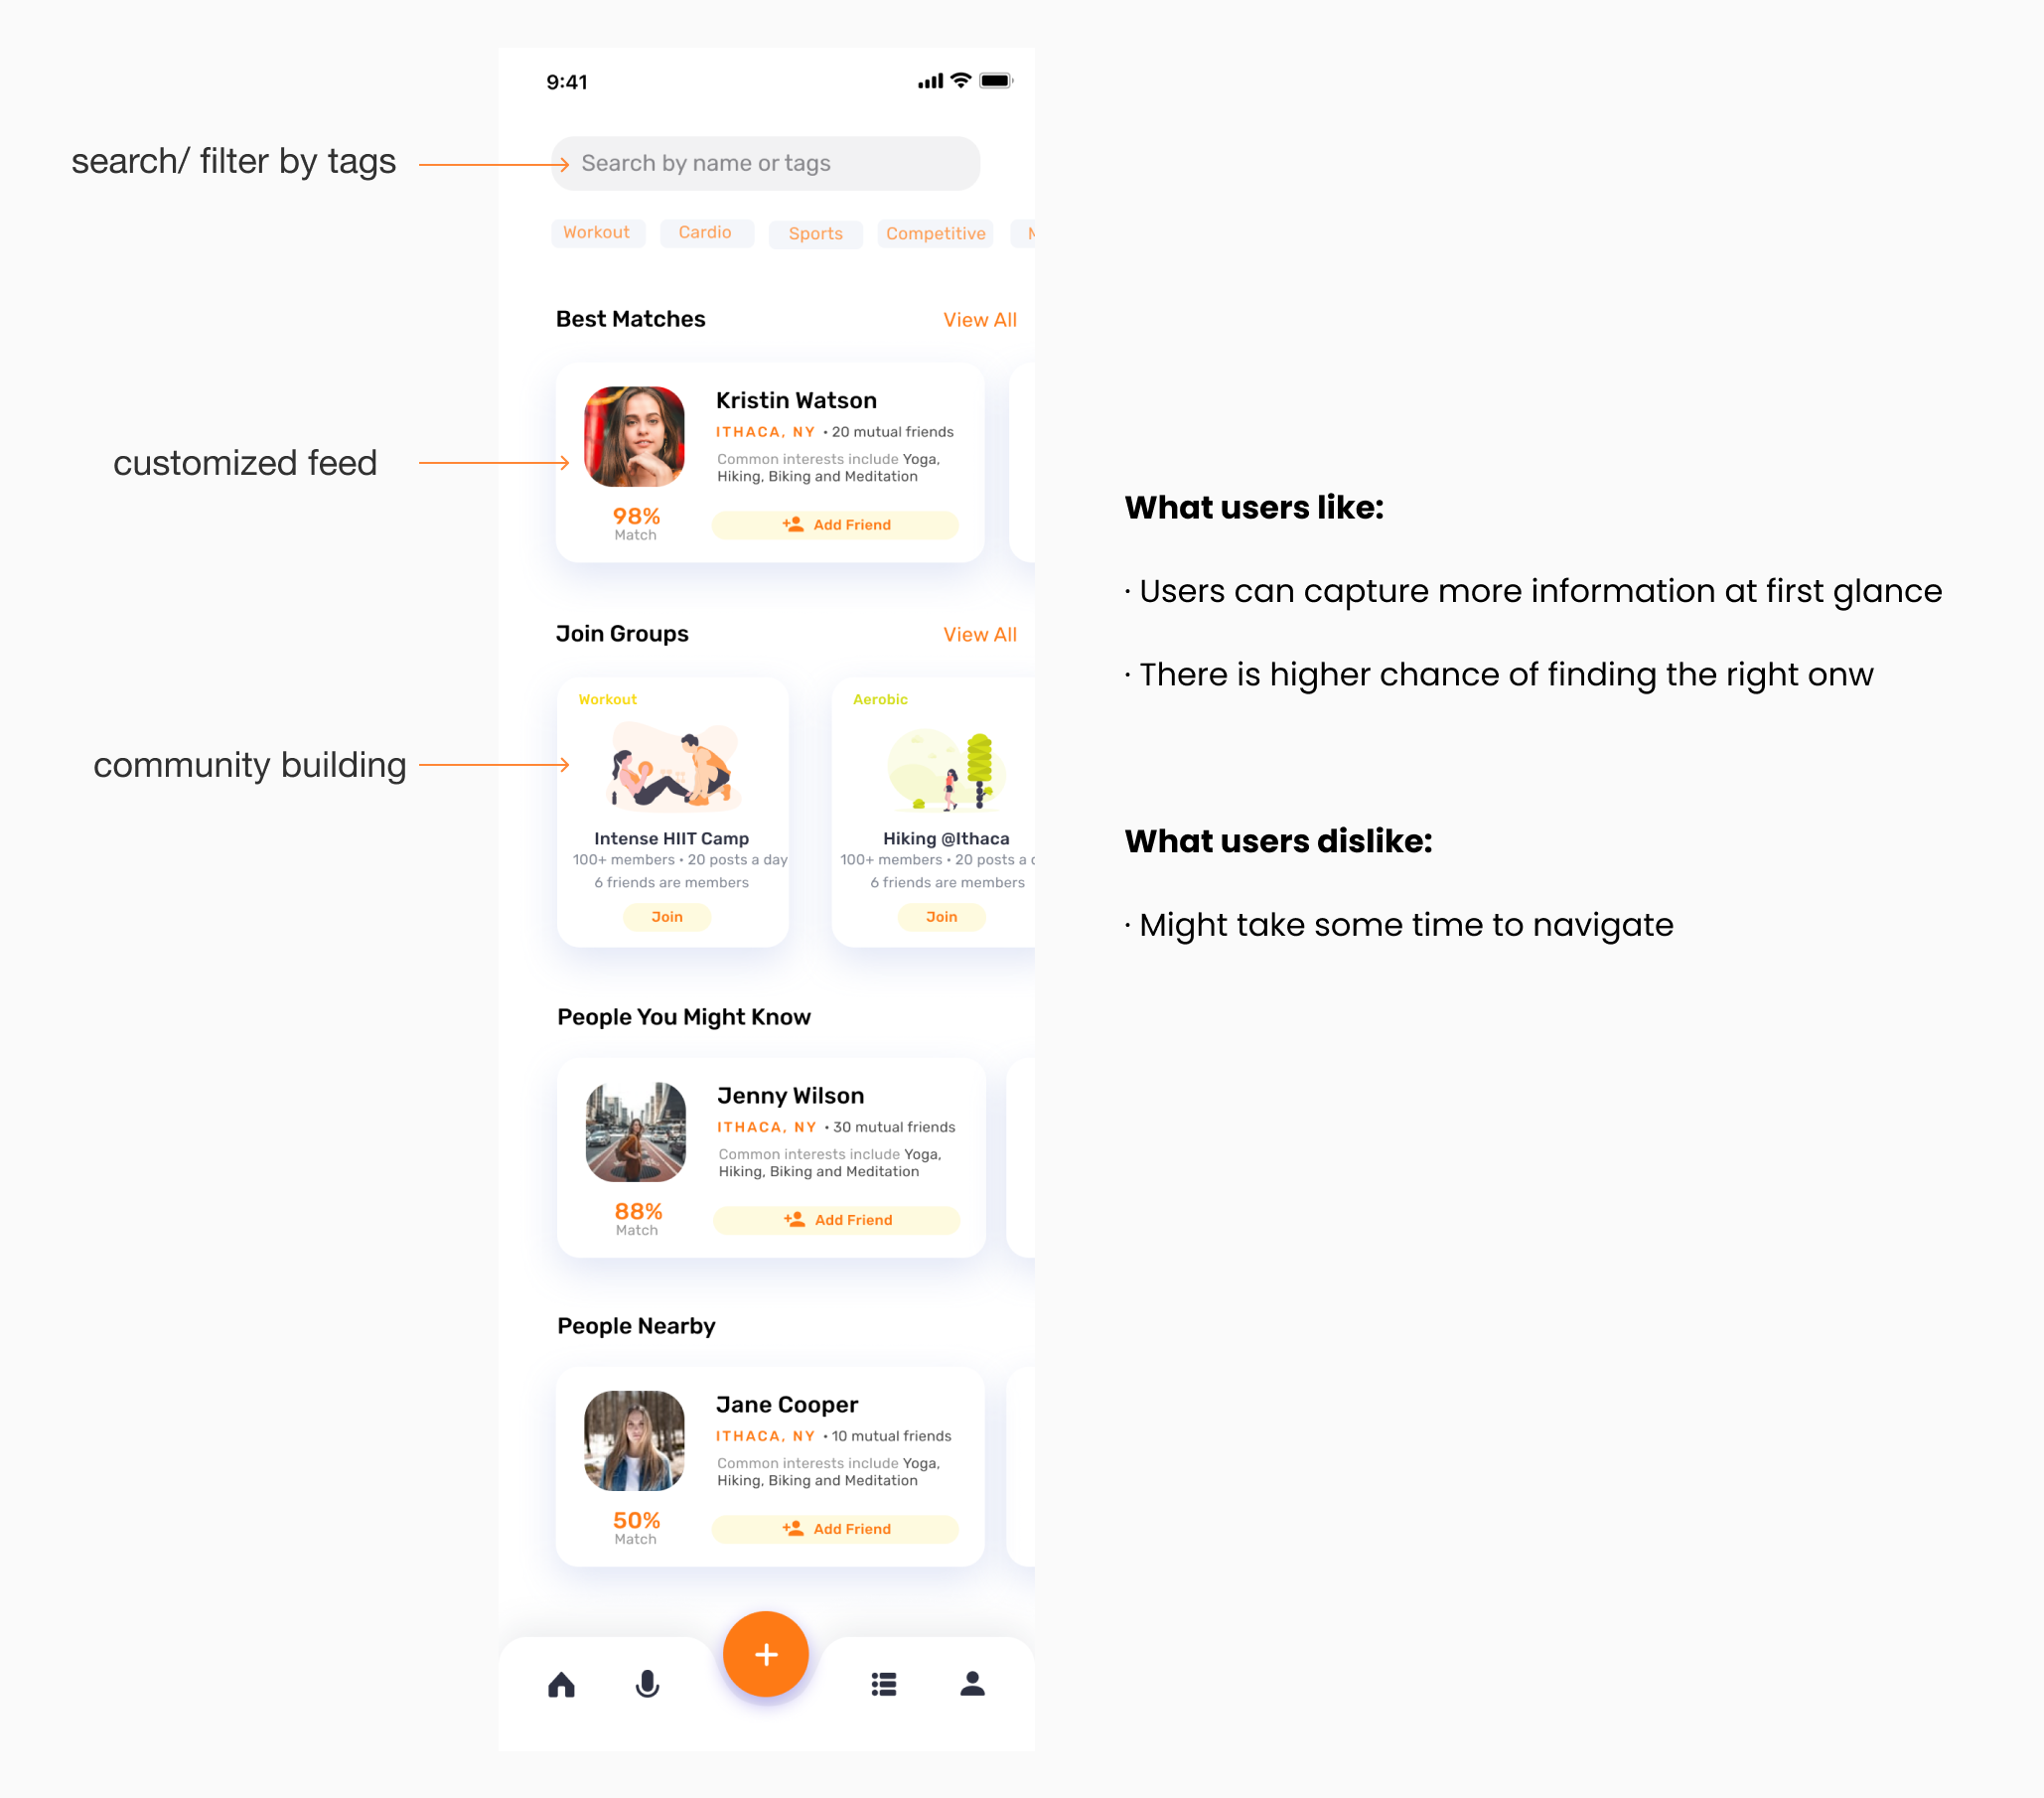 9:41
search/ filter by tags
Search by name or tags
Workout
Cardio
Sports
Competitive
Best Matches
View All
customized feed
Kristin Watson
ITHACA, NY • 20 mutual friends
Common interests include Yoga,
Hiking, Biking and Meditation
98%
Match
Add Friend
Join Groups
View All
community building
Workout
Intense HIIT Camp
100+ members • 20 posts a day
6 friends are members
Join
Aerobic
Hiking @Ithaca
100+ members • 20 posts a
6 friends are members
Join
People You Might Know
Jenny Wilson
ITHACA, NY • 30 mutual friends
Common interests include Yoga,
Hiking, Biking and Meditation
88%
Match
Add Friend
People Nearby
Jane Cooper
ITHACA, NY • 10 mutual friends
Common interests include Yoga,
Hiking, Biking and Meditation
50%
Match
Add Friend
What users like:
· Users can capture more information at first glance
· There is higher chance of finding the right onw
What users dislike:
· Might take some time to navigate